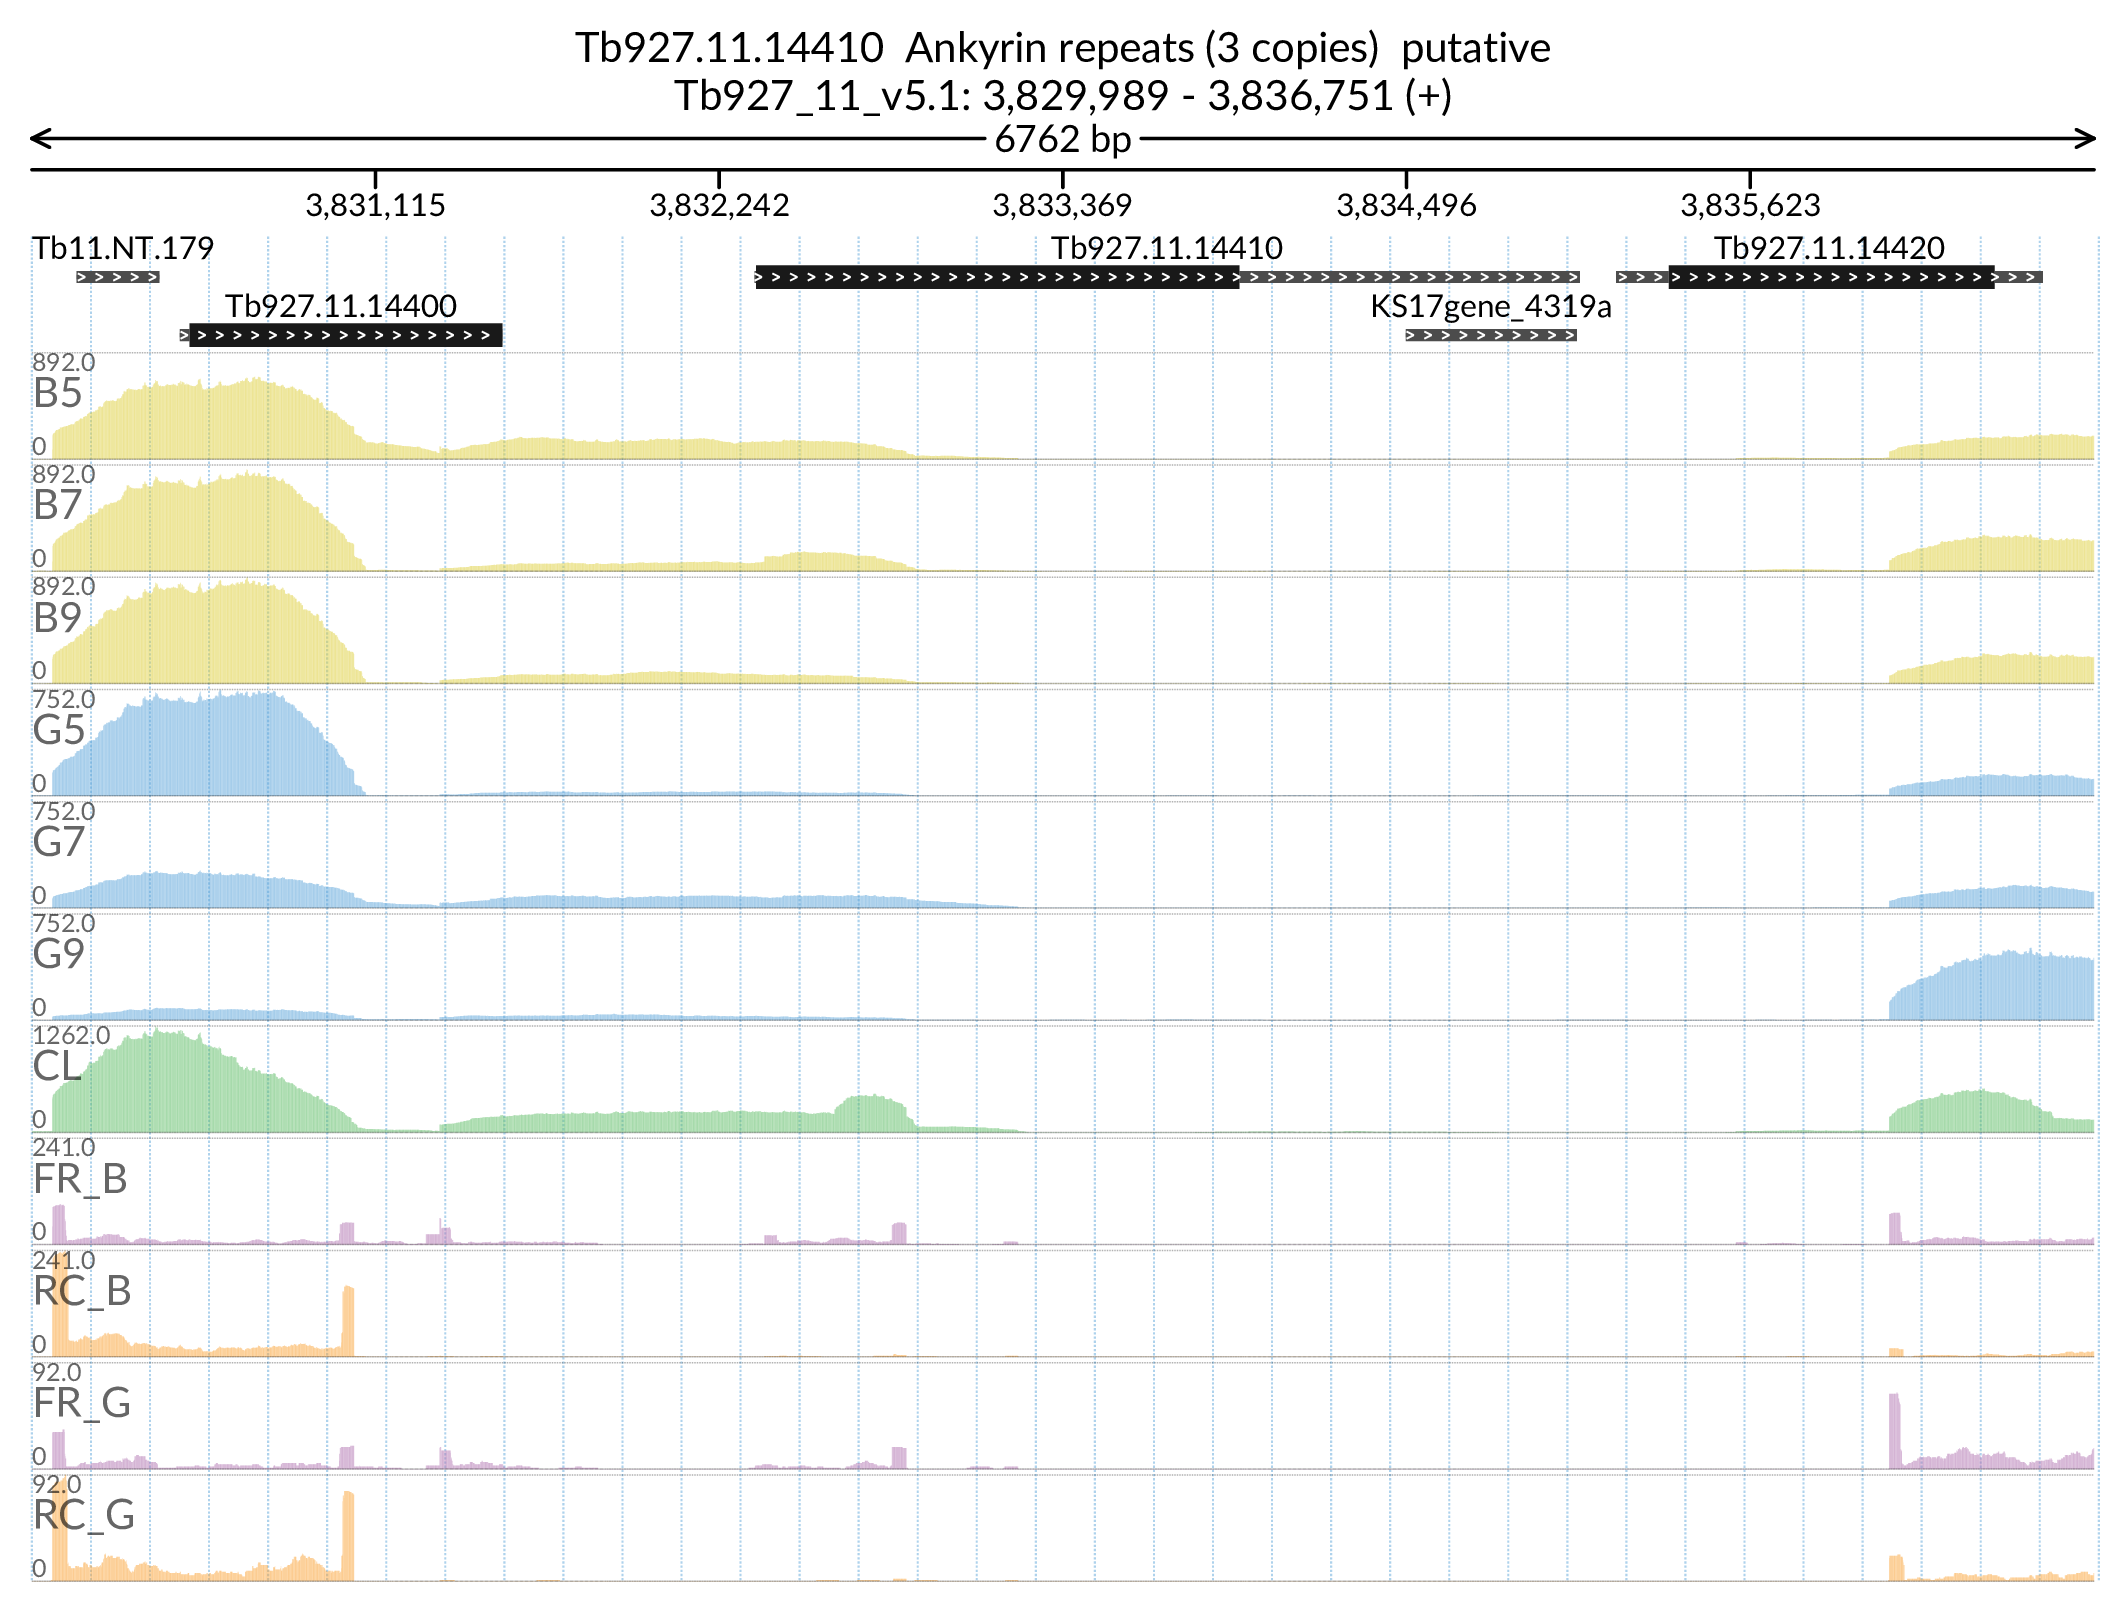 Tb927.11.14410  Ankyrin repeats (3 copies)  putative
Tb927_11_v5.1: 3,829,989 - 3,836,751 (+)
6762 bp
3,831,115 3,832,242 3,833,369 3,834,496 3,835,623
Tb11.NT.179 Tb927.11.14410 Tb927.11.14420
Tb927.11.14400 KS17gene_4319a
892.0
B5
0
892.0
B7
0
892.0
B9
0
752.0
G5
0
752.0
G7
0
752.0
G9
0
1262.0
CL
0
241.0
FR_B
0
241.0
RC_B
0
92.0
FR_G
0
92.0
RC_G
0